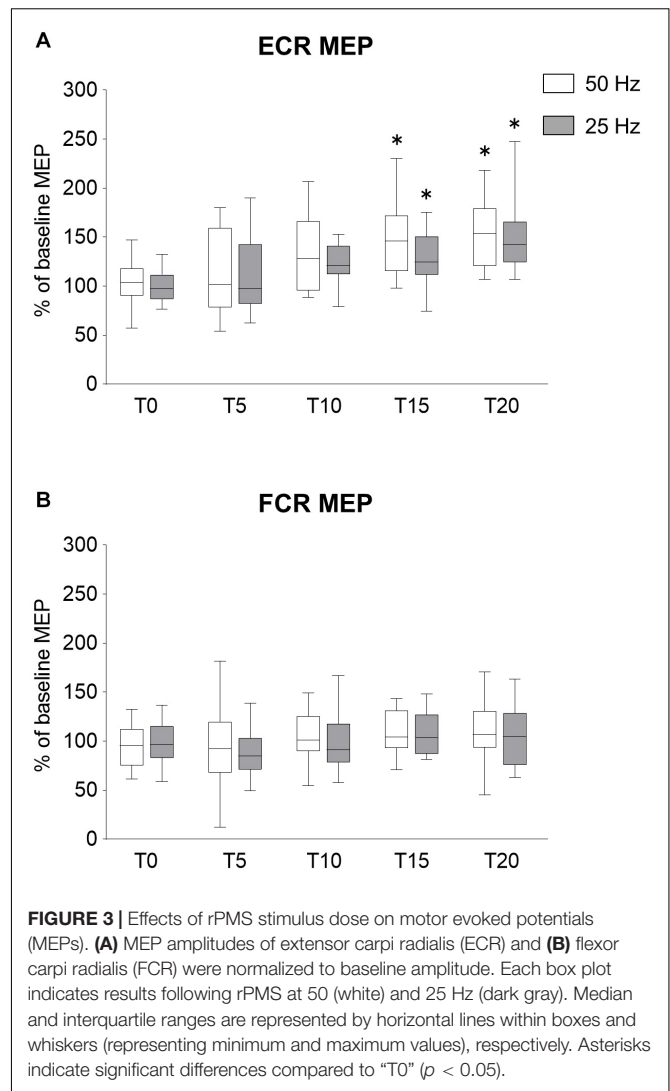 A
ECR MEP
50 Hz
25 Hz
% of baseline MEP
300
250
200
150
100
50
0
* * * *
T0 T5 T10 T15 T20
B
FCR MEP
% of baseline MEP
300
250
200
150
100
50
0
T0 T5 T10 T15 T20
FIGURE 3 | Effects of rPMS stimulus dose on motor evoked potentials
(MEPs). (A) MEP amplitudes of extensor carpi radialis (ECR) and (B) flexor
carpi radialis (FCR) were normalized to baseline amplitude. Each box plot
indicates results following rPMS at 50 (white) and 25 Hz (dark gray). Median
and interquartile ranges are represented by horizontal lines within boxes and
whiskers (representing minimum and maximum values), respectively. Asterisks
indicate significant differences compared to “T0” (p < 0.05).